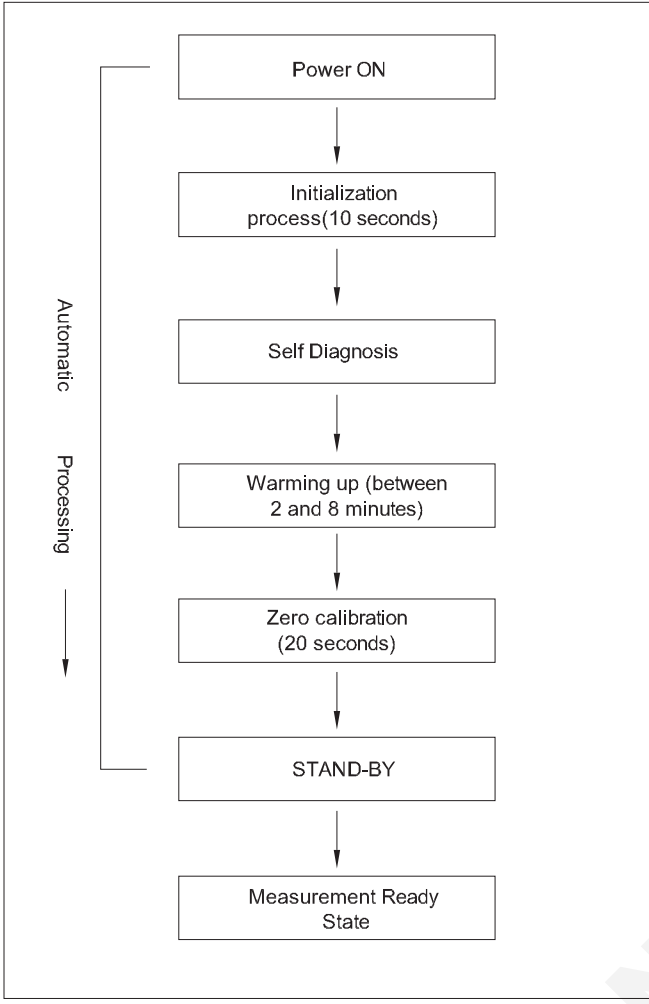 Power ON
Initialization
process(10 seconds)
Self Diagnosis
Warming up (between
2 and 8 minutes)
Zero calibration
(20 seconds)
STAND-BY
Measurement Ready
State
Automatic Processing